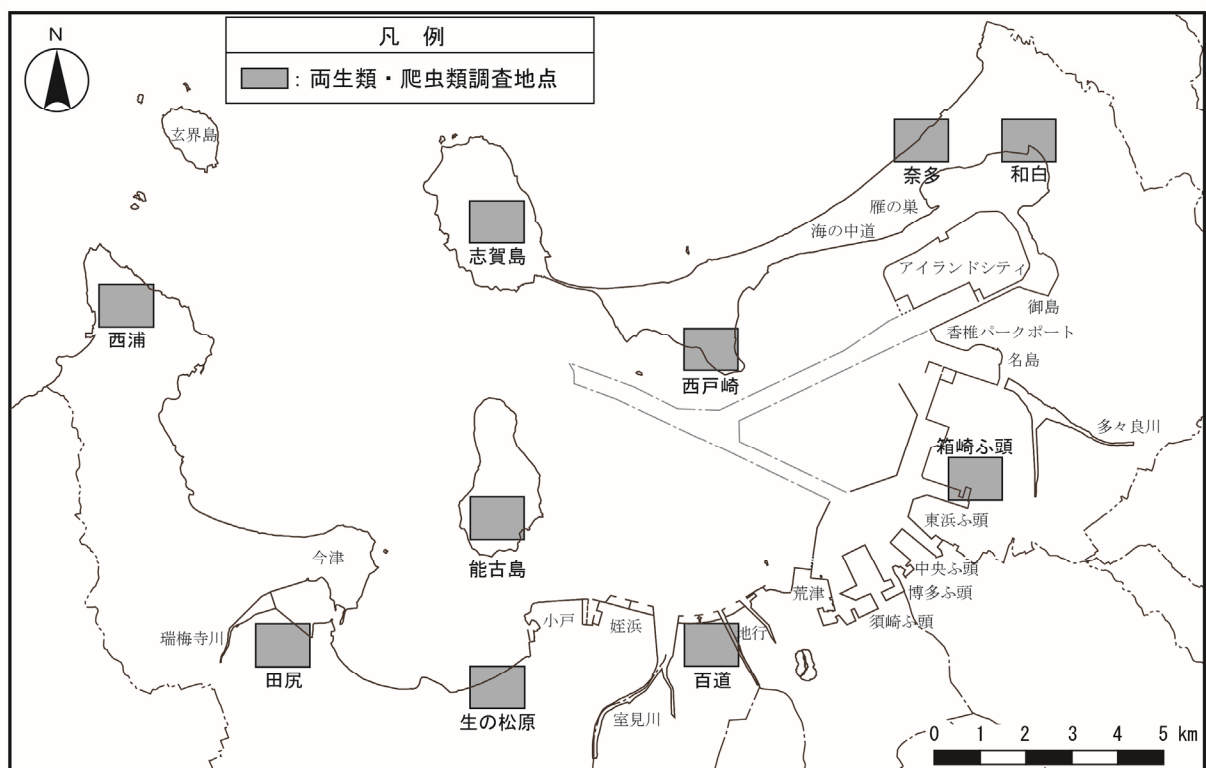 N
凡 例
：両生類・爬虫類調査地点
玄界島
奈多
和白
雁の巣
海の中道
志賀島
アイランドシティ
御島
西浦
香椎パークポート
名島
西戸崎
多々良川
箱崎ふ頭
東浜ふ頭
今津
能古島
中央ふ頭
荒津
博多ふ頭
小戸
姪浜
須崎ふ頭
瑞梅寺川
地行
田尻
百道
生の松原
室見川
0 1 2 3 4 5 km